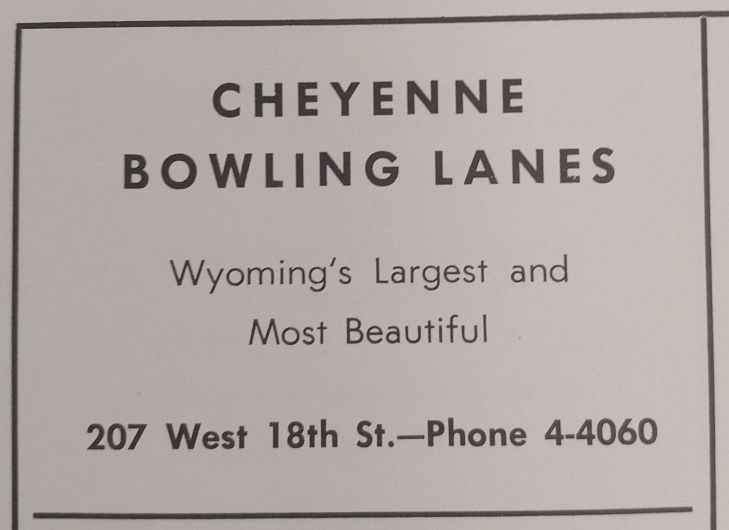 CHEYENNE
BOWLING LANES
Wyoming's Largest and
Most Beautiful
207 West 18th St.—Phone 4-4060